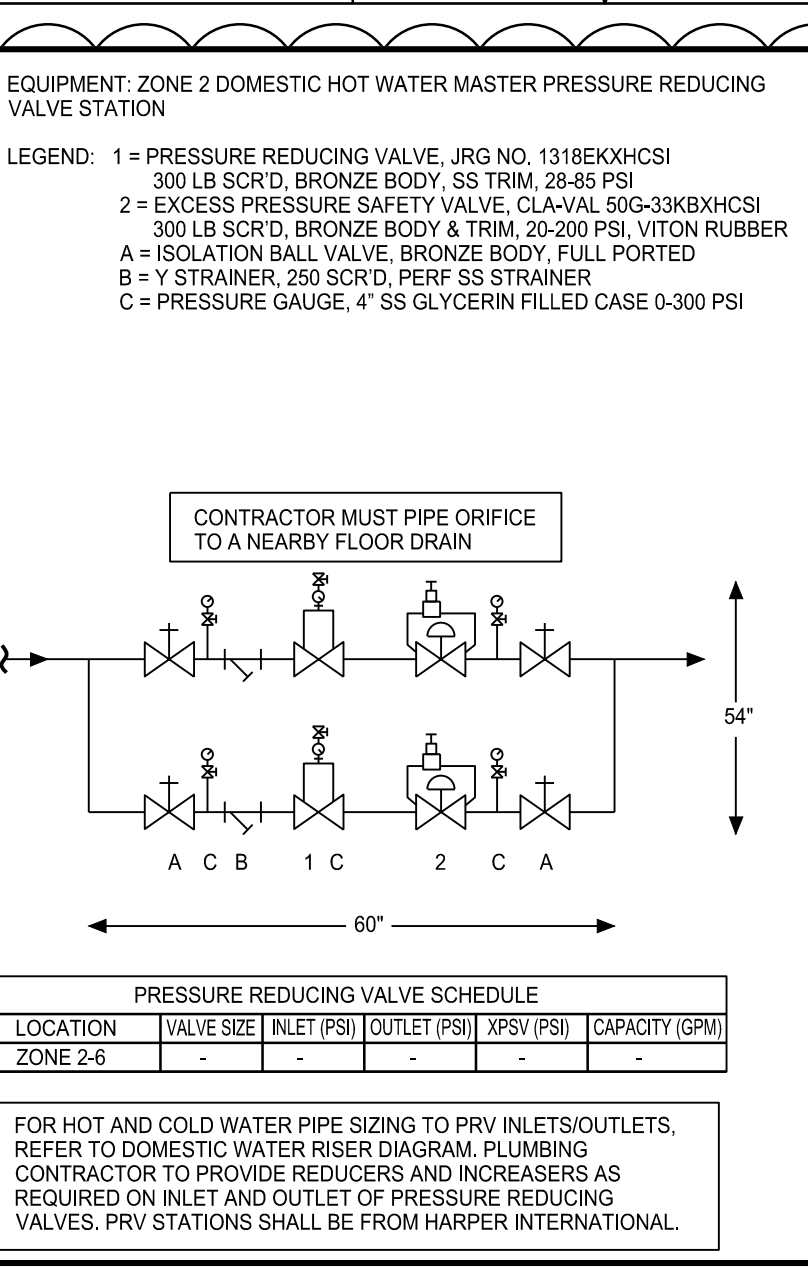 EQUIPMENT: ZONE 2 DOMESTIC HOT WATER MASTER PRESSURE REDUCING
VALVE STATION
LEGEND: 1 = PRESSURE REDUCING VALVE, JRG NO. 1318EKXHCSI
300 LB SCR'D, BRONZE BODY, SS TRIM, 28-85 PSI
2 = EXCESS PRESSURE SAFETY VALVE, CLA-VAL 50G-33KBXHCSI
300 LB SCR'D, BRONZE BODY & TRIM, 20-200 PSI, VITON RUBBER
A = ISOLATION BALL VALVE, BRONZE BODY, FULL PORTED
B = Y STRAINER, 250 SCR'D, PERF SS STRAINER
C = PRESSURE GAUGE, 4" SS GLYCERIN FILLED CASE 0-300 PSI
CONTRACTOR MUST PIPE ORIFICE
TO A NEARBY FLOOR DRAIN
54"
A C B 1 C 2 C A
60"
PRESSURE REDUCING VALVE SCHEDULE
LOCATION VALVE SIZE INLET (PSI) OUTLET (PSI) XPSV (PSI) CAPACITY (GPM)
ZONE 2-6 - - - - -
FOR HOT AND COLD WATER PIPE SIZING TO PRV INLETS/OUTLETS,
REFER TO DOMESTIC WATER RISER DIAGRAM. PLUMBING
CONTRACTOR TO PROVIDE REDUCERS AND INCREASERS AS
REQUIRED ON INLET AND OUTLET OF PRESSURE REDUCING
VALVES. PRV STATIONS SHALL BE FROM HARPER INTERNATIONAL.